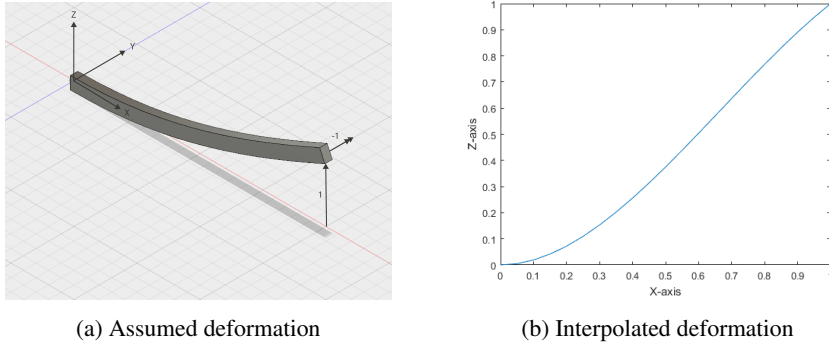 Z
Y
X
-1
1
(a) Assumed deformation
1
0.9
0.8
0.7
0.6
0.5
0.4
0.3
0.2
0.1
0
Z-axis
0 0.1 0.2 0.3 0.4 0.5 0.6 0.7 0.8 0.9
X-axis
(b) Interpolated deformation